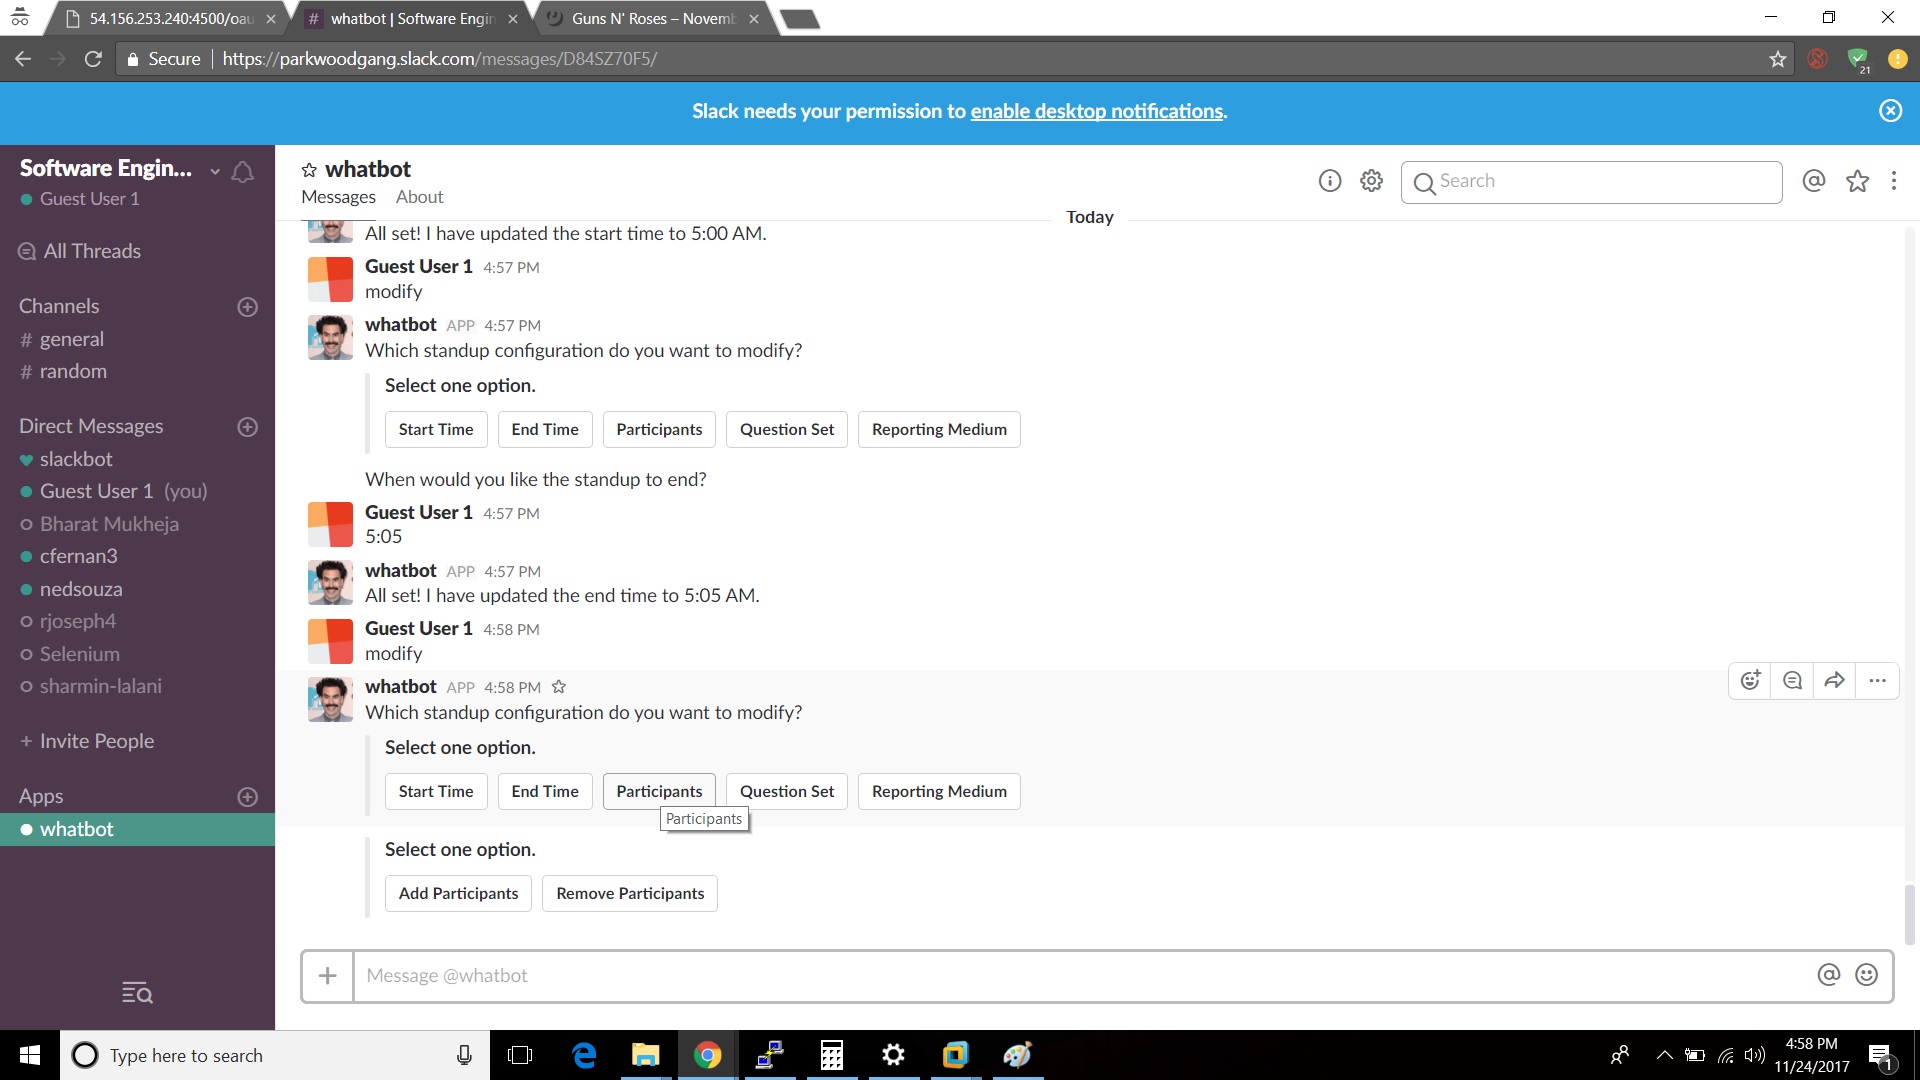 54.156.253.240:4500/oau
# whatbot | Software Engin
Guns N' Roses – Novemb
Secure
https://parkwoodgang.slack.com/messages/D84SZ70F5/
21
Slack needs your permission to enable desktop notifications.
Software Engin...
Guest User 1
All Threads
Channels
# general
# random
Direct Messages
slackbot
Guest User 1 (you)
Bharat Mukheja
cfernan3
nedsouza
rjoseph4
Selenium
sharmin-lalani
+ Invite People
Apps
whatbot
whatbot
Messages About
Search
Today
All set! I have updated the start time to 5:00 AM.
Guest User 1 4:57 PM
modify
whatbot APP 4:57 PM
Which standup configuration do you want to modify?
Select one option.
Start Time End Time Participants Question Set Reporting Medium
When would you like the standup to end?
Guest User 1 4:57 PM
5:05
whatbot APP 4:57 PM
All set! I have updated the end time to 5:05 AM.
Guest User 1 4:58 PM
modify
whatbot APP 4:58 PM
Which standup configuration do you want to modify?
Select one option.
Start Time End Time Participants Question Set Reporting Medium
Participants
Select one option.
Add Participants Remove Participants
Message @whatbot
Type here to search
4:58 PM
11/24/2017
1